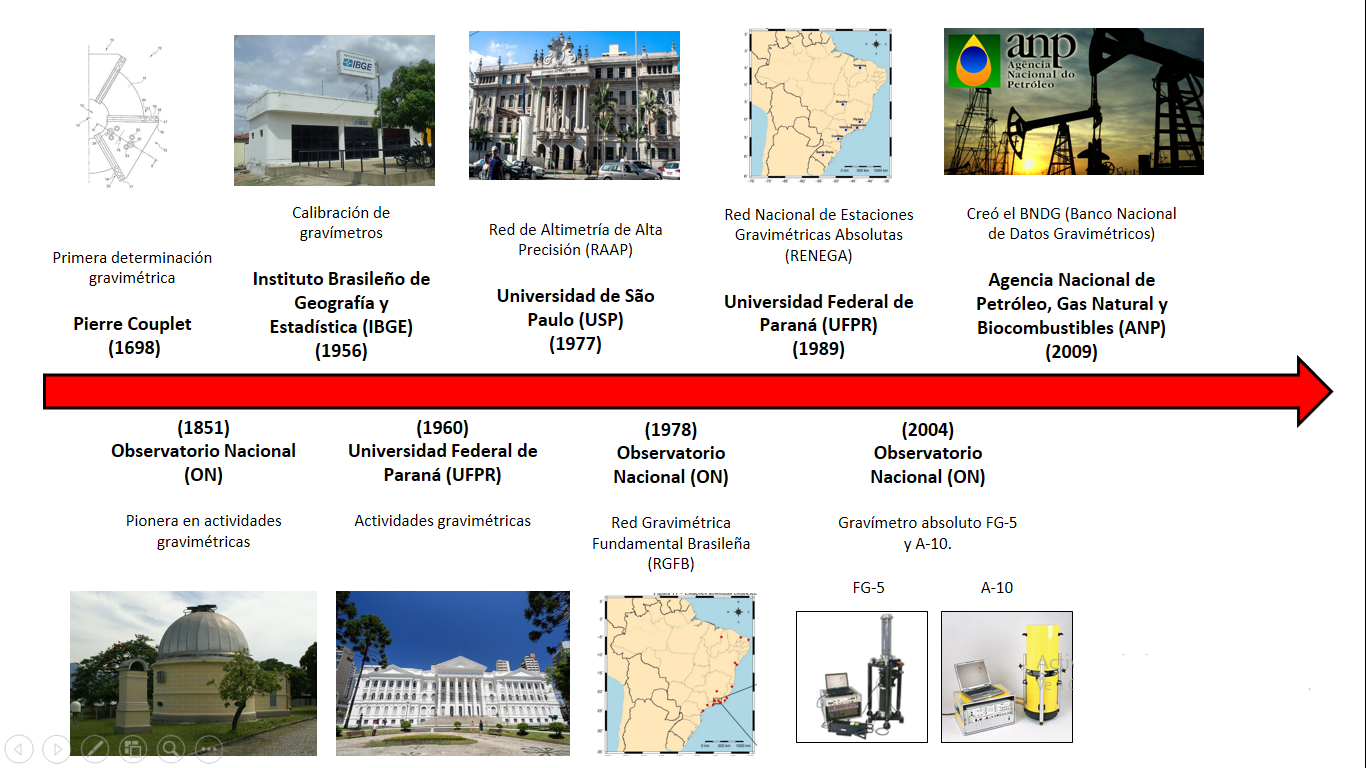 IBGE
anp
Agência
Nacional do
Petróleo
Primera determinación
gravimétrica
Pierre Couplet
(1698)
Calibración de
gravímetros
Instituto Brasileño de
Geografía y
Estadística (IBGE)
(1956)
Red de Altimetría de Alta
Precisión (RAAP)
Universidad de São
Paulo (USP)
(1977)
Red Nacional de Estaciones
Gravimétricas Absolutas
(RENEGA)
Universidad Federal de
Paraná (UFPR)
(1989)
Creó el BNDG (Banco Nacional
de Datos Gravimétricos)
Agencia Nacional de
Petróleo, Gas Natural y
Biocombustibles (ANP)
(2009)
(1851)
Observatorio Nacional
(ON)
Pionera en actividades
gravimétricas
(1960)
Universidad Federal de
Paraná (UFPR)
Actividades gravimétricas
(1978)
Observatorio
Nacional (ON)
Red Gravimétrica
Fundamental Brasileña
(RGFB)
(2004)
Observatorio
Nacional (ON)
Gravímetro absoluto FG-5
y A-10.
FG-5
A-10